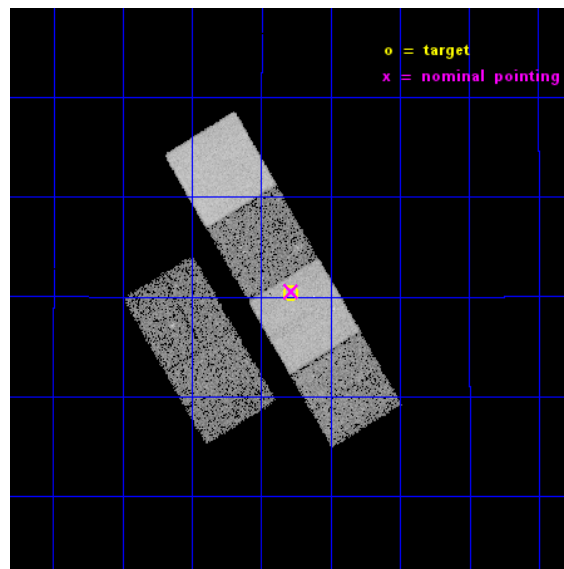 o = target
x = nominal pointing